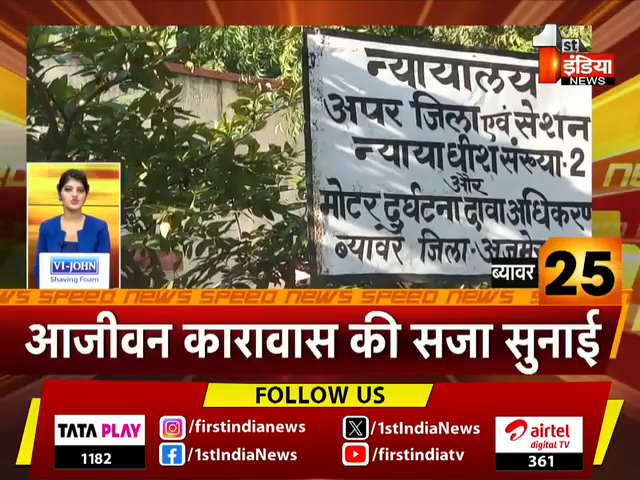 1st
इंडिया
NEWS
न्यायालय
अपर जिला एवं सेशन
न्यायाधीश संख्या-2
और
मोटर दुर्घटना दावा अधिकरण
ब्यावर जिला-अजमेर
VI-JOHN
Shaving Foam
ब्यावर 25
SPEED NEWS SPEED NEWS SPEED NEWS SPEED NEWS
आजीवन कारावास की सजा सुनाई
FOLLOW US
TATA PLAY
1182
/firstindianews
/1stIndiaNews
/1stIndiaNews
/firstindiatv
airtel
digital TV
361